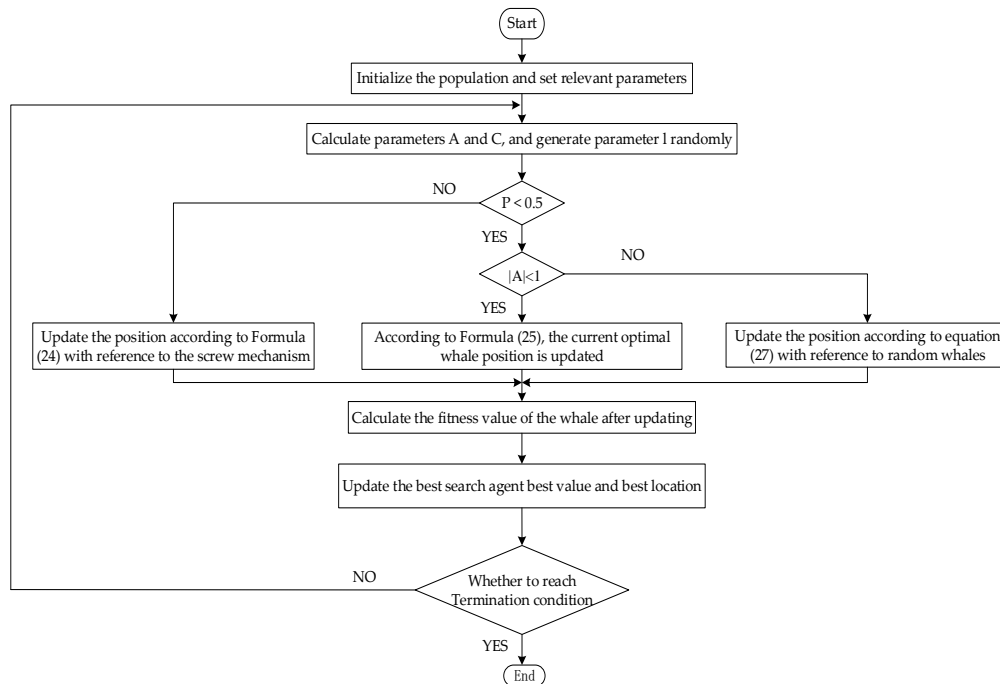 Start
Initialize the population and set relevant parameters
Calculate parameters A and C, and generate parameter l randomly
NO
P < 0.5
YES
NO
|A|<1
YES
Update the position according to Formula
(24) with reference to the screw mechanism
According to Formula (25), the current optimal
whale position is updated
Update the position according to equation
(27) with reference to random whales
Calculate the fitness value of the whale after updating
Update the best search agent best value and best location
NO
Whether to reach
Termination condition
YES
End